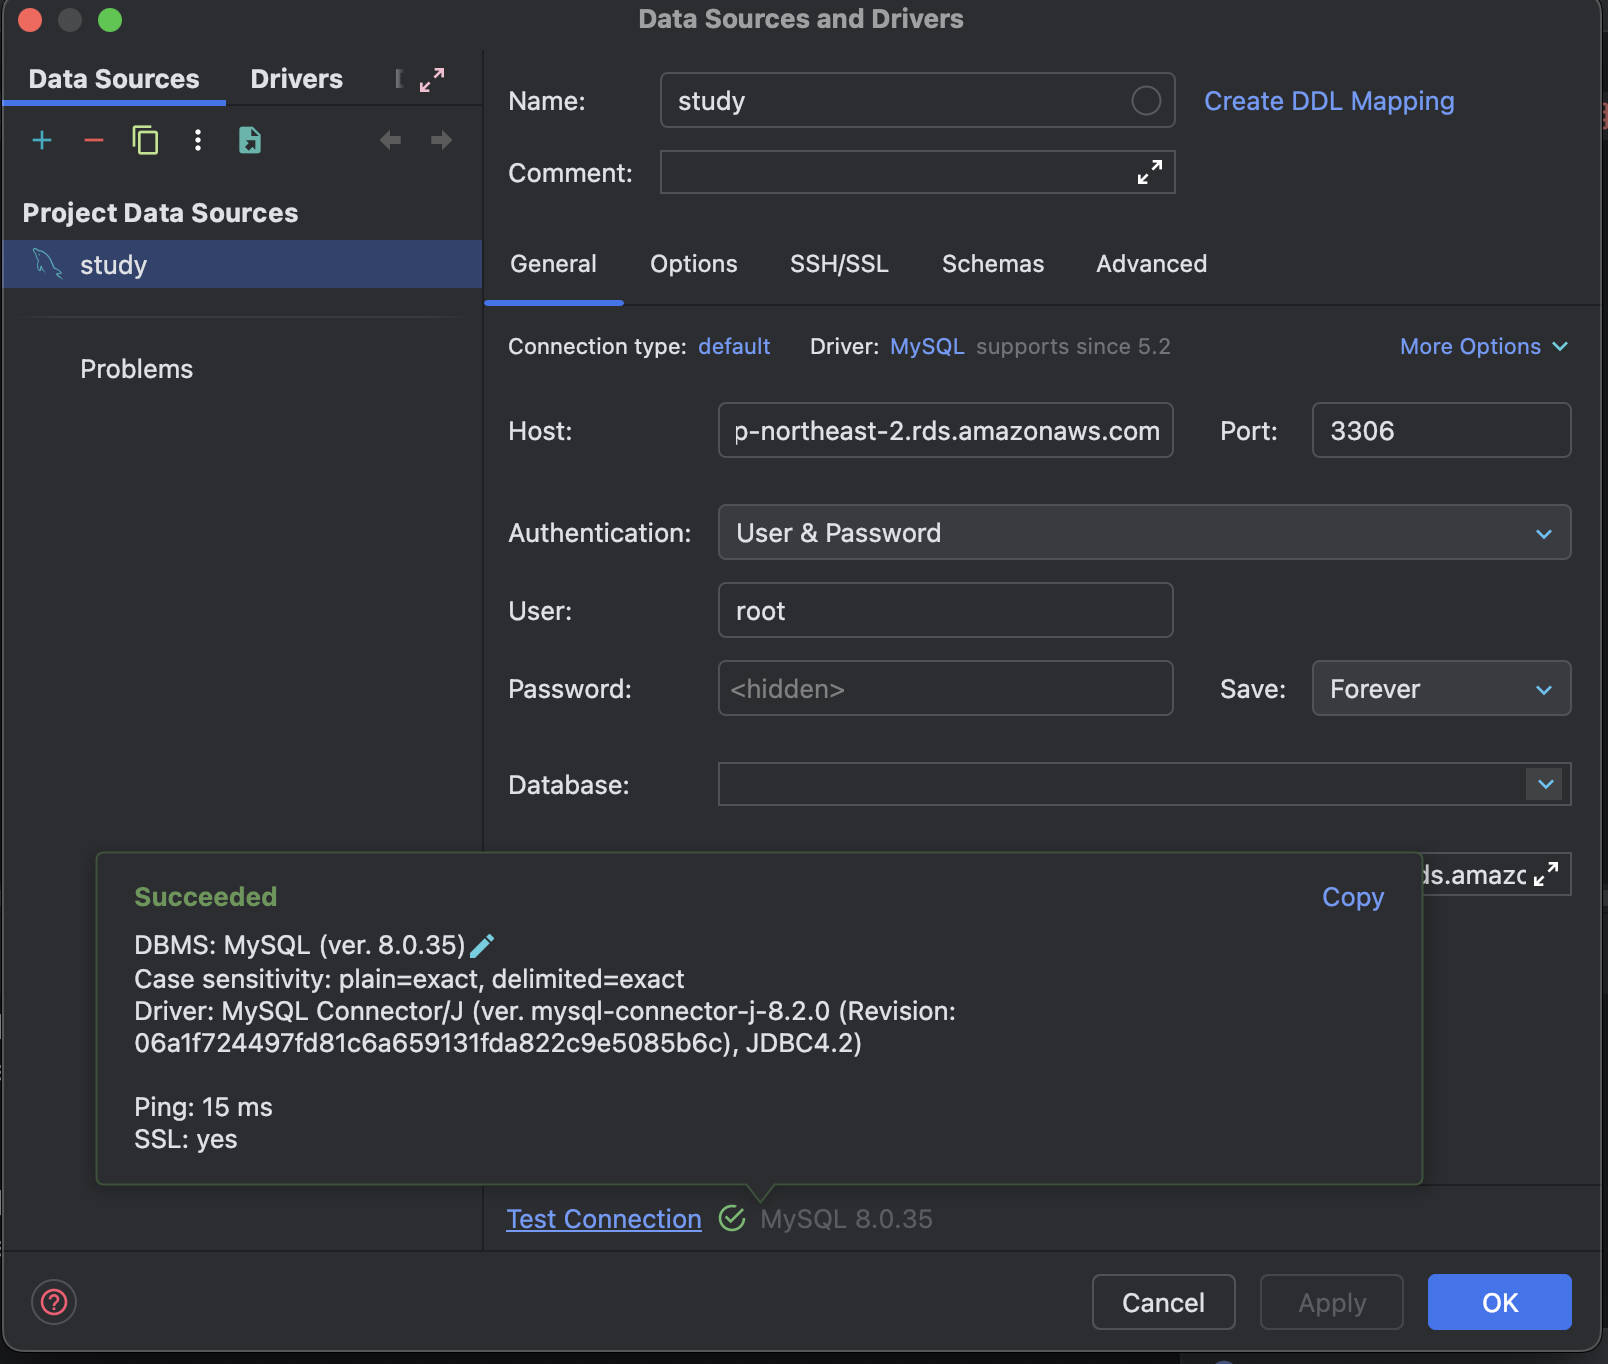 Data Sources and Drivers
Data Sources
Drivers
Name:
study
Create DDL Mapping
Comment:
Project Data Sources
study
Problems
General
Options
SSH/SSL
Schemas
Advanced
Connection type: default
Driver: MySQL supports since 5.2
More Options
Host:
p-northeast-2.rds.amazonaws.com
Port:
3306
Authentication:
User & Password
User:
root
Password:
<hidden>
Save:
Forever
Database:
ds.amazc
Succeeded
Copy
DBMS: MySQL (ver. 8.0.35)
Case sensitivity: plain=exact, delimited=exact
Driver: MySQL Connector/J (ver. mysql-connector-j-8.2.0 (Revision:
06a1f724497fd81c6a659131fda822c9e5085b6c), JDBC4.2)
Ping: 15 ms
SSL: yes
Test Connection
MySQL 8.0.35
Cancel
Apply
OK